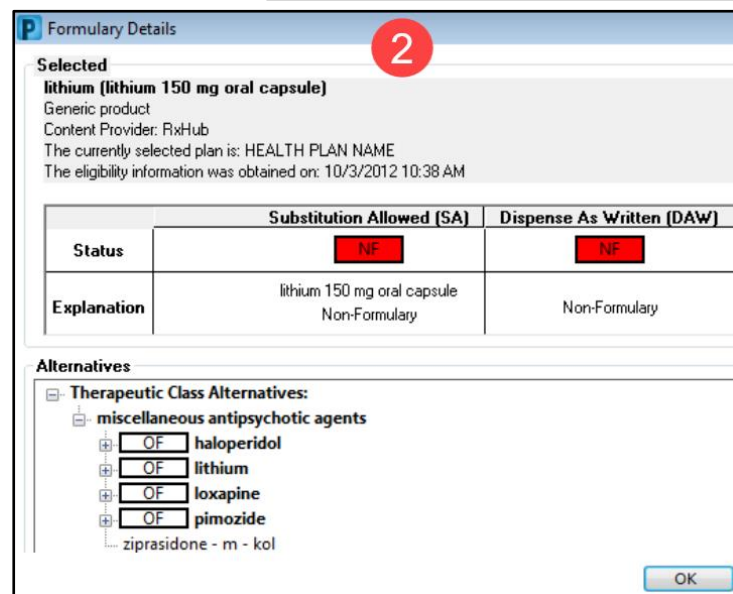 P Formulary Details
2
Selected
lithium (lithium 150 mg oral capsule)
Generic product
Content Provider: RxHub
The currently selected plan is: HEALTH PLAN NAME
The eligibility information was obtained on: 10/3/2012 10:38 AM
Substitution Allowed (SA) Dispense As Written (DAW)
Status NF NF
Explanation lithium 150 mg oral capsule
Non-Formulary Non-Formulary
Alternatives
Therapeutic Class Alternatives:
miscellaneous antipsychotic agents
OF haloperidol
OF lithium
OF loxapine
OF pimozide
ziprasidone - m - kol
OK